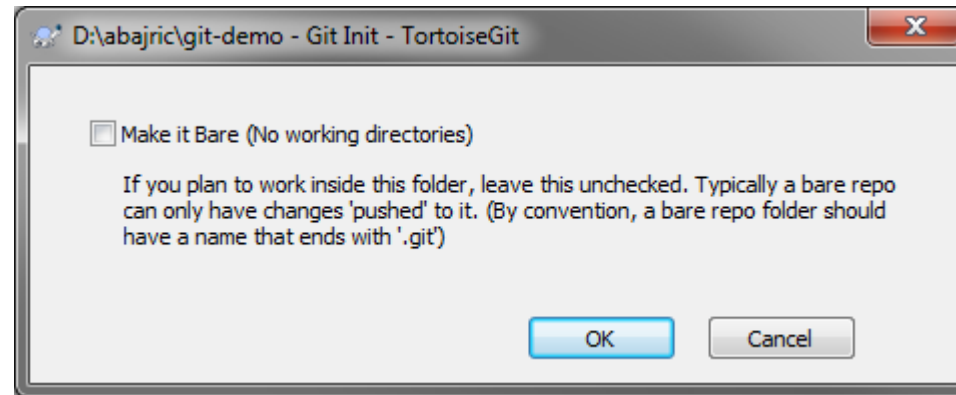 D:\abajric\git-demo - Git Init - TortoiseGit
Make it Bare (No working directories)
If you plan to work inside this folder, leave this unchecked. Typically a bare repo
can only have changes 'pushed' to it. (By convention, a bare repo folder should
have a name that ends with '.git')
OK Cancel